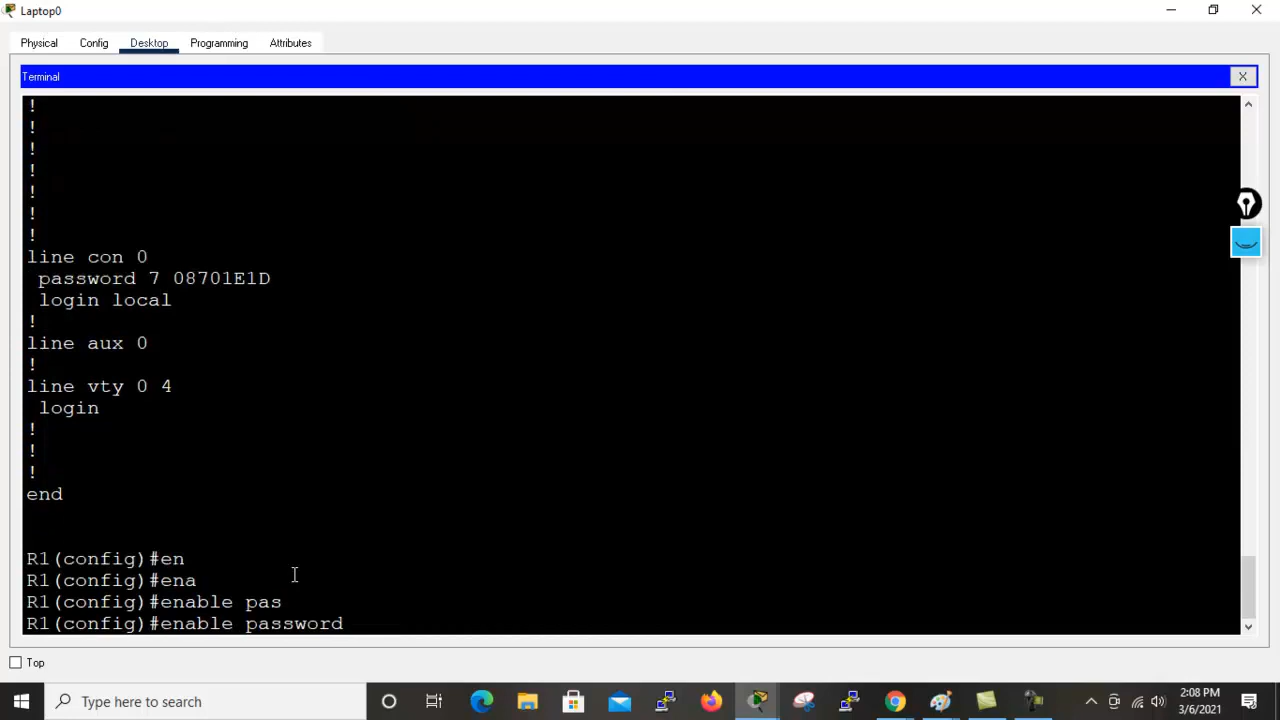 Laptop0
Physical Config Desktop Programming Attributes
Terminal X
!
!
!
!
!
!
!
line con 0
password 7 08701E1D
login local
!
line aux 0
!
line vty 0 4
login
!
!
!
end
R1(config)#en
R1(config)#ena
R1(config)#enable pas
R1(config)#enable password
Top
Type here to search
2:08 PM
3/6/2021